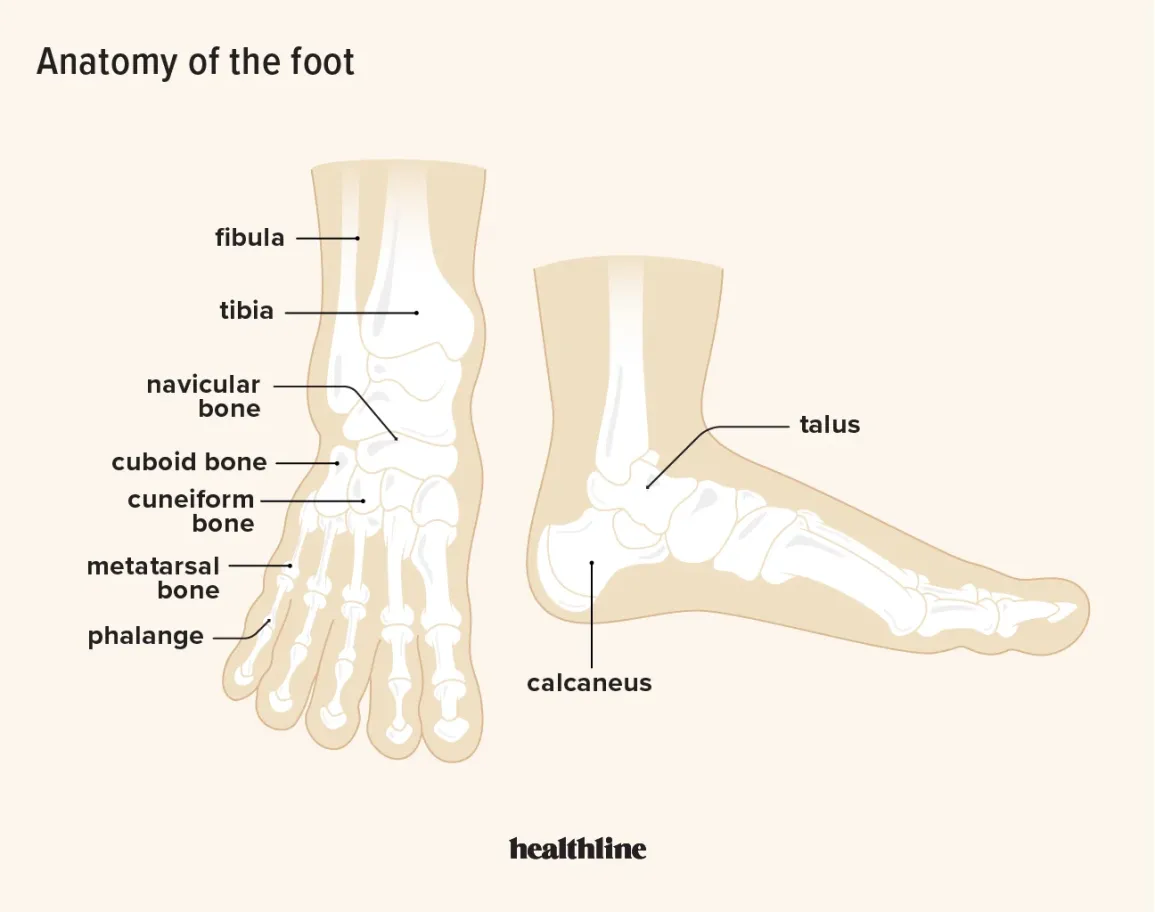 Anatomy of the foot
fibula
tibia
navicular
bone
cuboid bone
cuneiform
bone
metatarsal
bone
phalange
talus
calcaneus
healthline